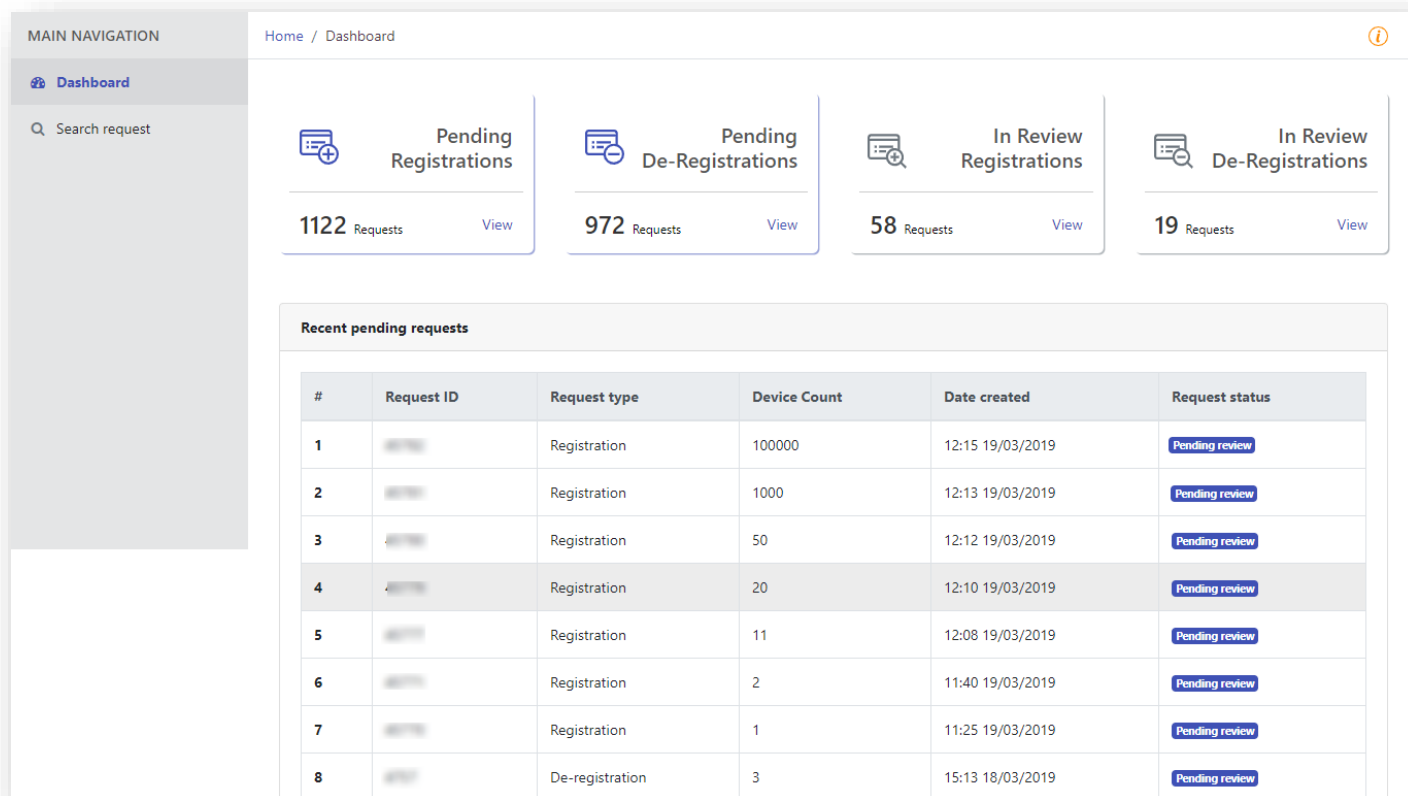 MAIN NAVIGATION
Home / Dashboard
Dashboard
Search request
Pending
Registrations
1122 Requests View
Pending
De-Registrations
972 Requests View
In Review
Registrations
58 Requests View
In Review
De-Registrations
19 Requests View
Recent pending requests
# Request ID Request type Device Count Date created Request status
1 Registration 100000 12:15 19/03/2019 Pending review
2 Registration 1000 12:13 19/03/2019 Pending review
3 Registration 50 12:12 19/03/2019 Pending review
4 Registration 20 12:10 19/03/2019 Pending review
5 Registration 11 12:08 19/03/2019 Pending review
6 Registration 2 11:40 19/03/2019 Pending review
7 Registration 1 11:25 19/03/2019 Pending review
8 De-registration 3 15:13 18/03/2019 Pending review